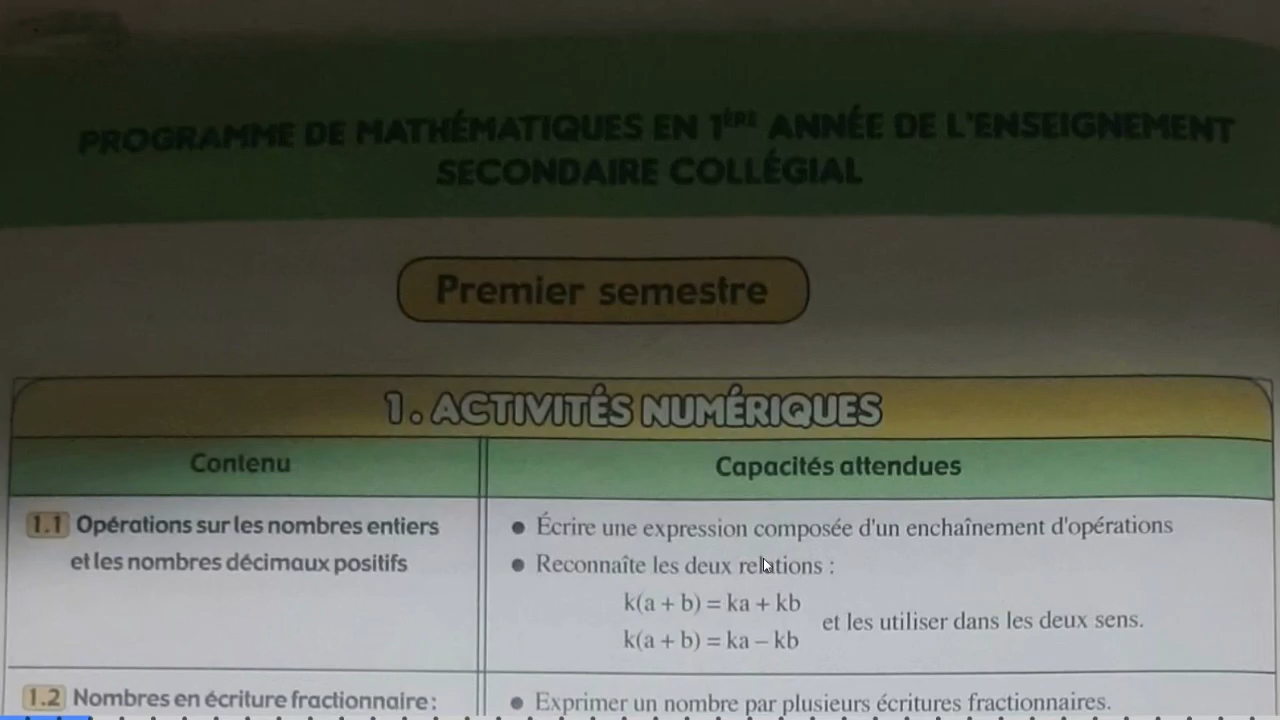 PROGRAMME DE MATHÉMATIQUES EN 1ÈRE ANNÉE DE L'ENSEIGNEMENT
SECONDAIRE COLLÉGIAL
Premier semestre
1. ACTIVITÉS NUMÉRIQUES
Contenu
Capacités attendues
1.1 Opérations sur les nombres entiers
et les nombres décimaux positifs
● Écrire une expression composée d'un enchaînement d'opérations
● Reconnaîte les deux relations :
k(a + b) = ka + kb
k(a + b) = ka – kb
et les utiliser dans les deux sens.
1.2 Nombres en écriture fractionnaire :
● Exprimer un nombre par plusieurs écritures fractionnaires.